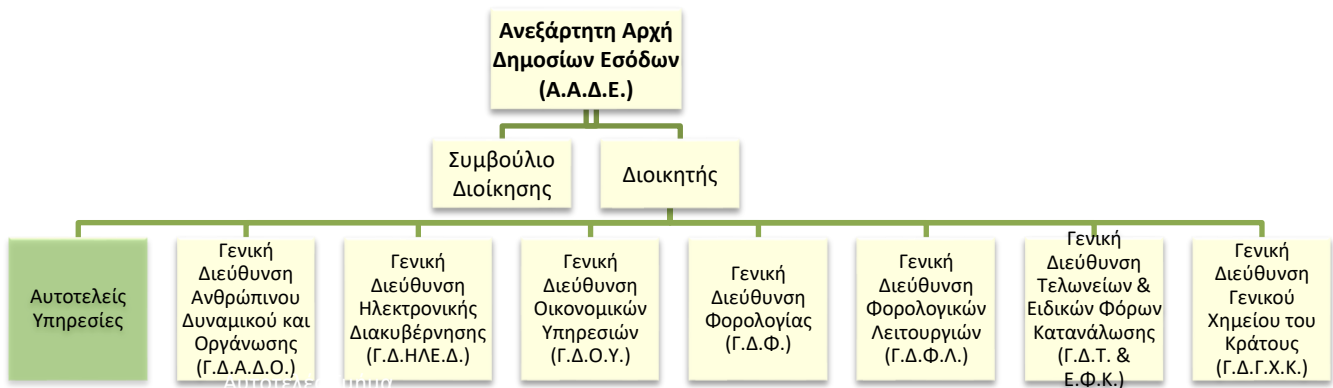 Ανεξάρτητη Αρχή
Δημοσίων Εσόδων
(Α.Α.Δ.Ε.)
Συμβούλιο
Διοίκησης
Διοικητής
Αυτοτελείς
Υπηρεσίες
Γενική
Διεύθυνση
Ανθρώπινου
Δυναμικού και
Οργάνωσης
(Γ.Δ.Α.Δ.Ο.)
Γενική
Διεύθυνση
Ηλεκτρονικής
Διακυβέρνησης
(Γ.Δ.ΗΛΕ.Δ.)
Γενική
Διεύθυνση
Οικονομικών
Υπηρεσιών
(Γ.Δ.Ο.Υ.)
Γενική
Διεύθυνση
Φορολογίας
(Γ.Δ.Φ.)
Γενική
Διεύθυνση
Φορολογικών
Λειτουργιών
(Γ.Δ.Φ.Λ.)
Γενική
Διεύθυνση
Τελωνείων &
Ειδικών Φόρων
Κατανάλωσης
(Γ.Δ.Τ. &
Ε.Φ.Κ.)
Γενική
Διεύθυνση
Γενικού
Χημείου του
Κράτους
(Γ.Δ.Γ.Χ.Κ.)